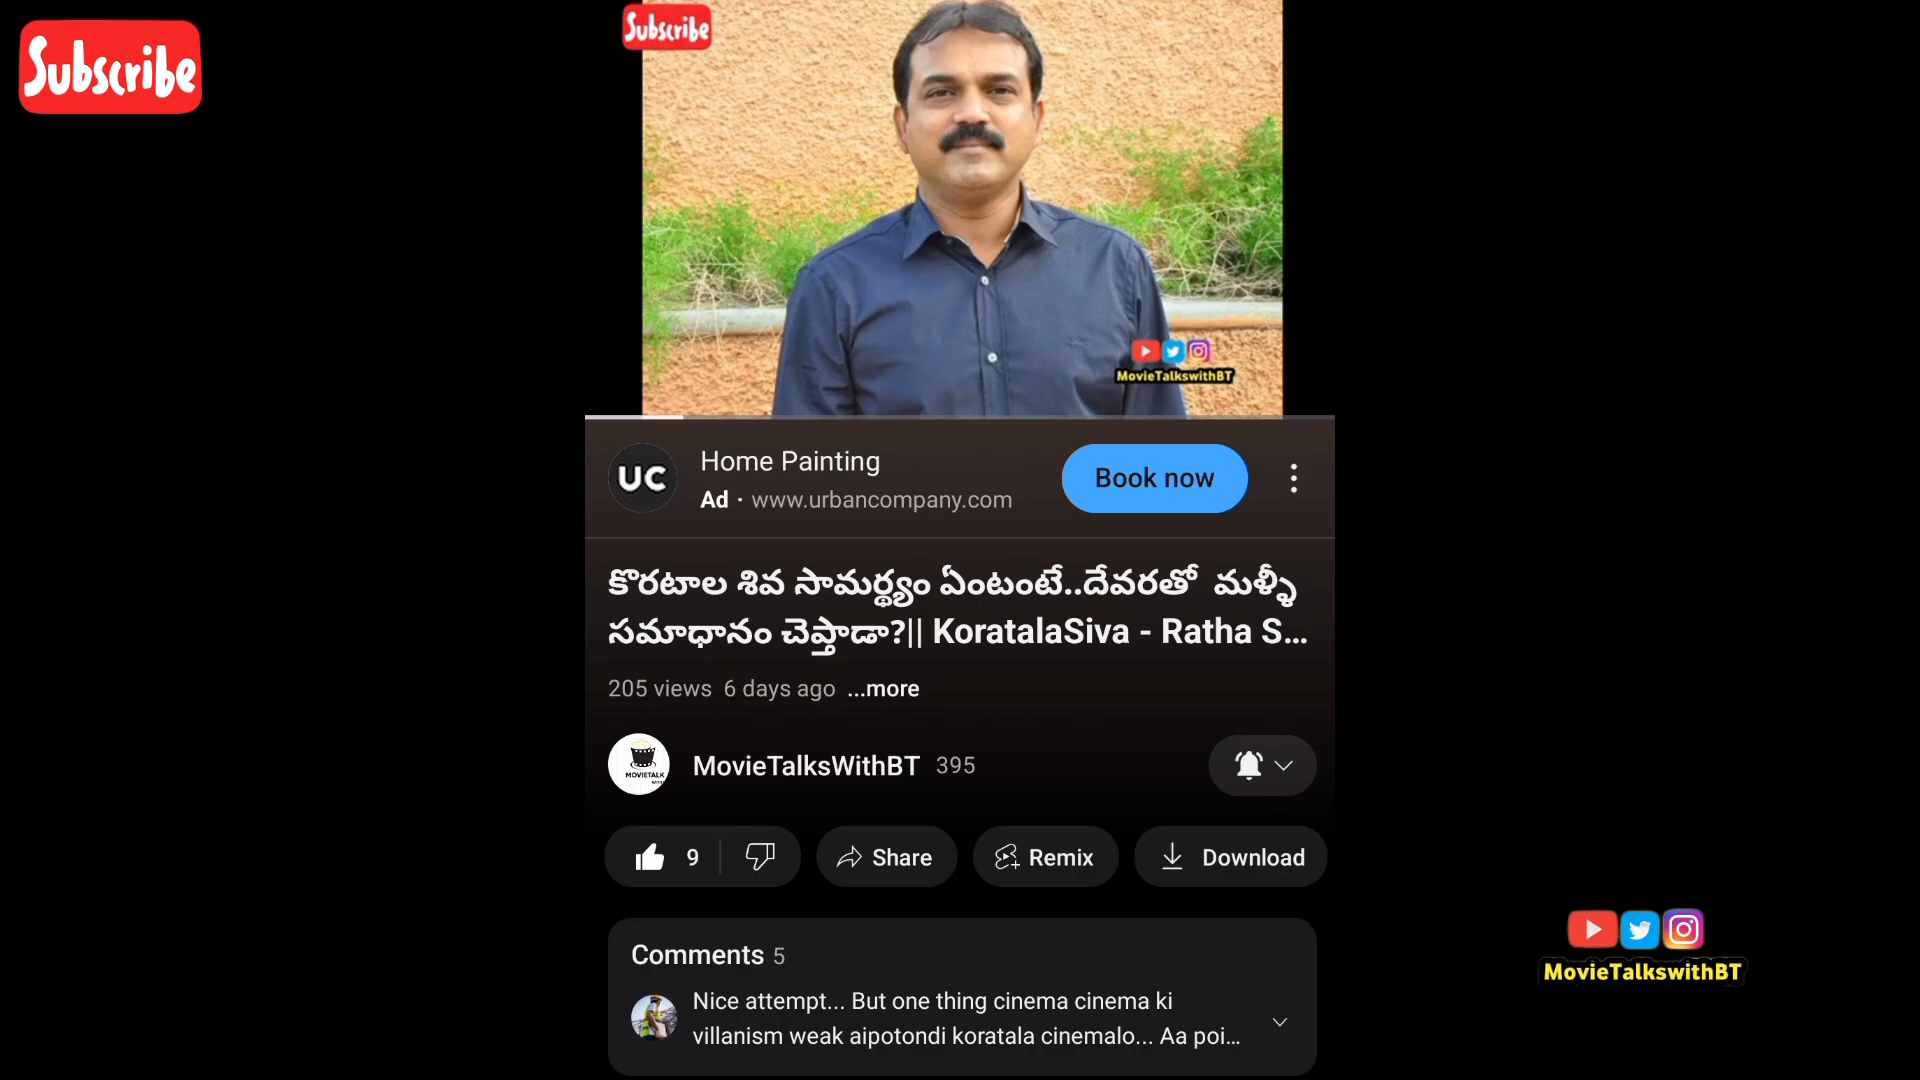 Subscribe
Subscribe
MovieTalkswithBT
UC
Home Painting
Book now
Ad · www.urbancompany.com
కొరటాల శివ సామర్థ్యం ఏంటంటే..దేవరతో మళ్ళీ
సమాధానం చెప్తాడా?|| KoratalaSiva - Ratha S...
205 views 6 days ago ...more
MOVIETALK
MovieTalksWithBT 395
9
Share
Remix
Download
Comments 5
Nice attempt... But one thing cinema cinema ki
villanism weak aipotondi koratala cinemalo... Aa poi...
MovieTalkswithBT